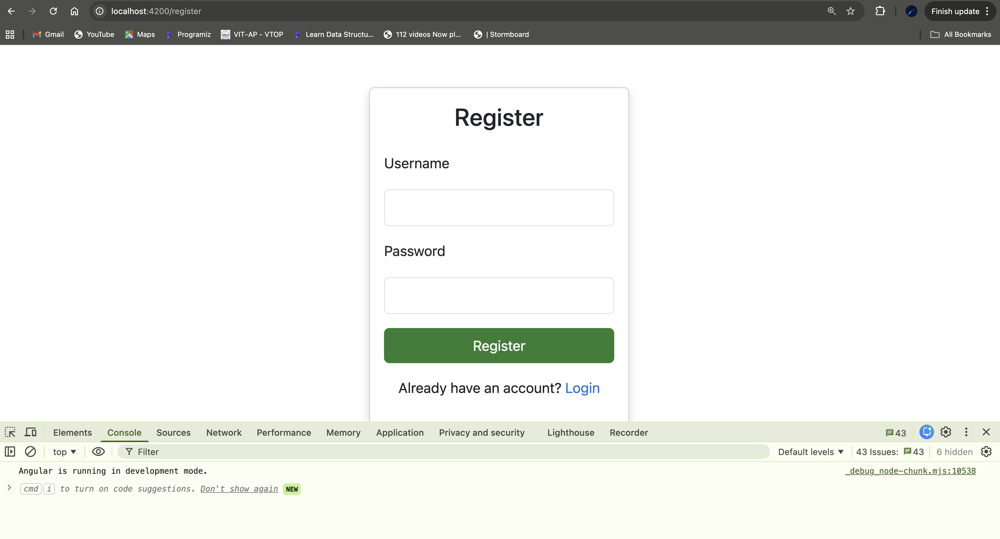 localhost:4200/register
Finish update
Gmail YouTube Maps Programiz VIT-AP - VTOP Learn Data Structu... 112 videos Now pl... | Stormboard All Bookmarks
Register
Username
Password
Register
Already have an account? Login
Elements Console Sources Network Performance Memory Application Privacy and security Lighthouse Recorder 43
top Filter Default levels 43 Issues: 43 6 hidden
Angular is running in development mode. _debug_node-chunk.mjs:10538
cmd i to turn on code suggestions. Don't show again NEW